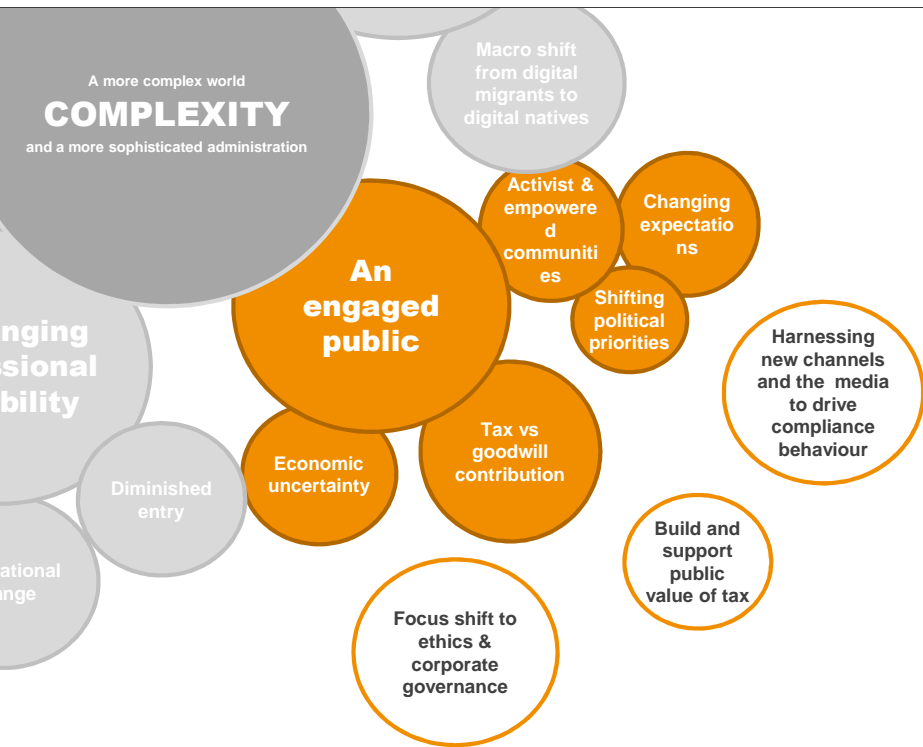 A more complex world
COMPLEXITY
and a more sophisticated administration
Macro shift
from digital
migrants to
digital natives
Activist &
empowere
d
communiti
es
Changing
expectatio
ns
An
engaged
public
Shifting
political
priorities
Harnessing
new channels
and the media
to drive
compliance
behaviour
nging
ssional
bility
Tax vs
goodwill
contribution
Economic
uncertainty
Diminished
entry
Build and
support
public
value of tax
ational
nge
Focus shift to
ethics &
corporate
governance